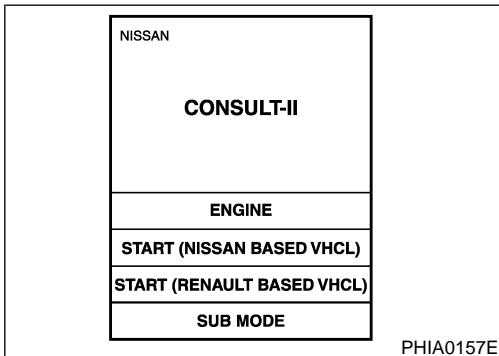 NISSAN
CONSULT-II
ENGINE
START (NISSAN BASED VHCL)
START (RENAULT BASED VHCL)
SUB MODE
PHIA0157E